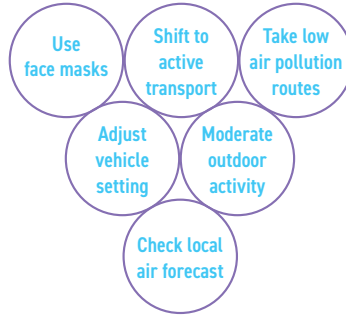 Use
face masks
Shift to
active
transport
Take low
air pollution
routes
Adjust
vehicle
setting
Moderate
outdoor
activity
Check local
air forecast